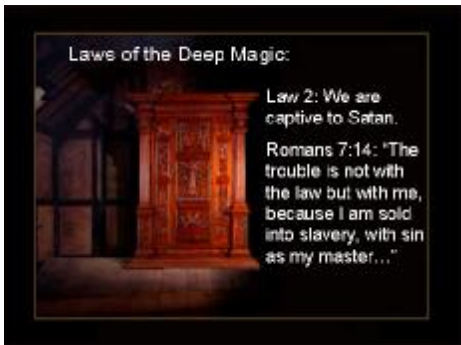 Laws of the Deep Magic:
Law 2: We are
captive to Satan.
Romans 7:14: "The
trouble is not with
the law but with me,
because I am sold
into slavery, with sin
as my master..."